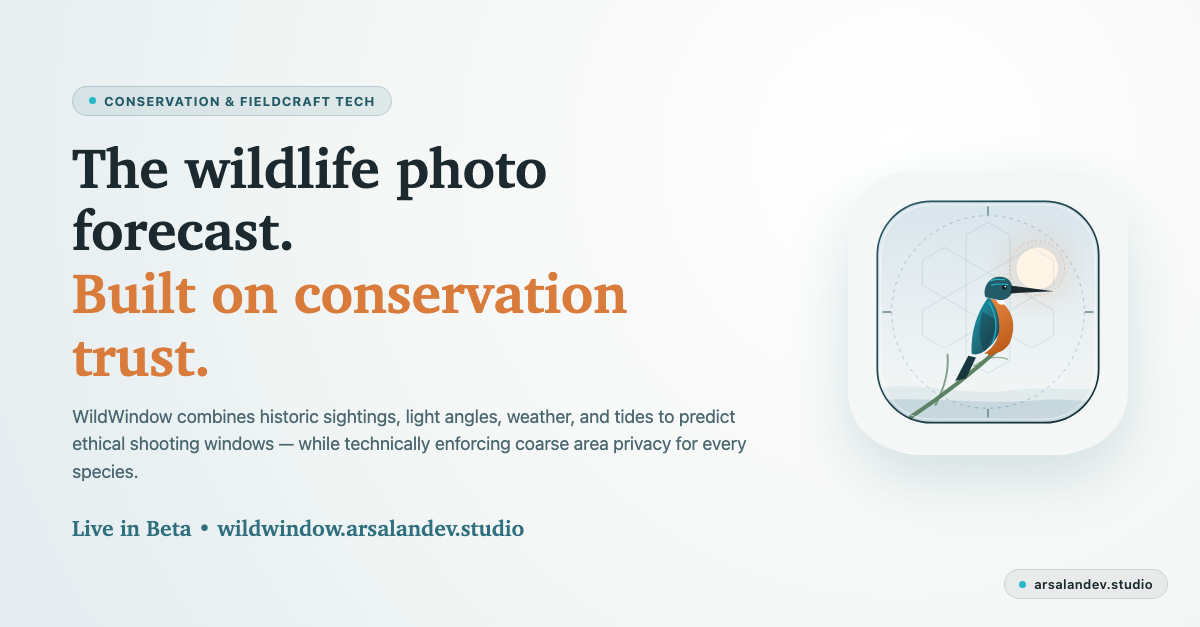 CONSERVATION & FIELDCRAFT TECH
The wildlife photo
forecast.
Built on conservation
trust.
WildWindow combines historic sightings, light angles, weather, and tides to predict
ethical shooting windows — while technically enforcing coarse area privacy for every
species.
Live in Beta • wildwindow.arsalandev.studio
arsalandev.studio